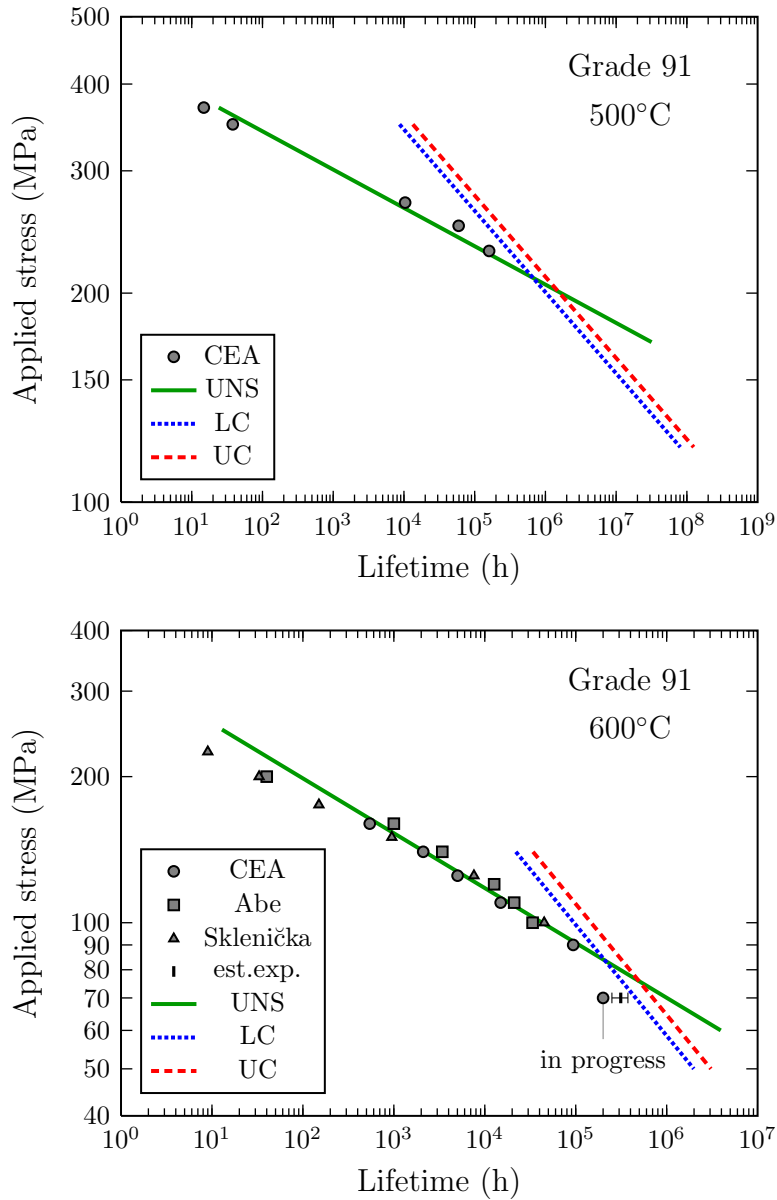 500
400
300
200
150
100
Applied stress (MPa)
Grade 91
500°C
CEA
UNS
LC
UC
10^0 10^1 10^2 10^3 10^4 10^5 10^6 10^7 10^8 10^9
Lifetime (h)
400
300
200
100
90
80
70
60
50
40
Applied stress (MPa)
Grade 91
600°C
CEA
Abe
Sklenička
est.exp.
UNS
LC
UC
in progress
10^0 10^1 10^2 10^3 10^4 10^5 10^6 10^7
Lifetime (h)